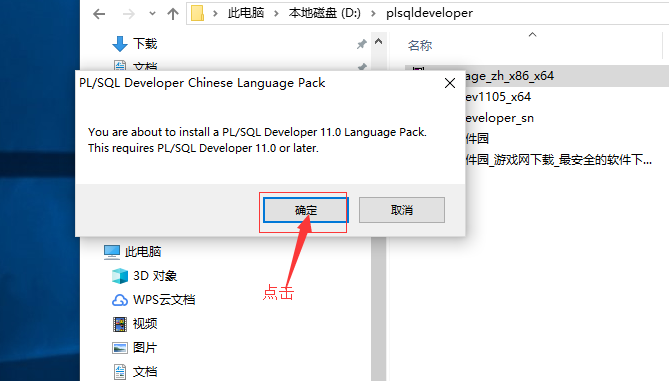 此电脑 > 本地磁盘 (D:) > plsqldeveloper
下载
文档
名称
age_zh_x86_x64
ev1105_x64
eveloper_sn
件园
件园_游戏网下载_最安全的软件下...
PL/SQL Developer Chinese Language Pack
You are about to install a PL/SQL Developer 11.0 Language Pack.
This requires PL/SQL Developer 11.0 or later.
确定
取消
点击
此电脑
3D 对象
WPS云文档
视频
图片
文档